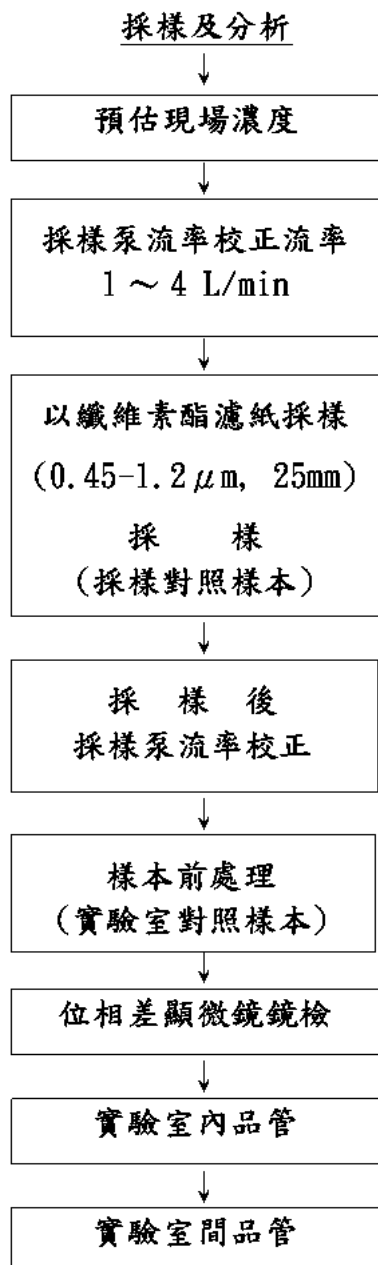 採樣及分析
預估現場濃度
採樣泵流率校正流率
1 ~ 4 L/min
以纖維素酯濾紙採樣
(0.45-1.2μm, 25mm)
採 樣
(採樣對照樣本)
採 樣 後
採樣泵流率校正
樣本前處理
(實驗室對照樣本)
位相差顯微鏡鏡檢
實驗室內品管
實驗室間品管